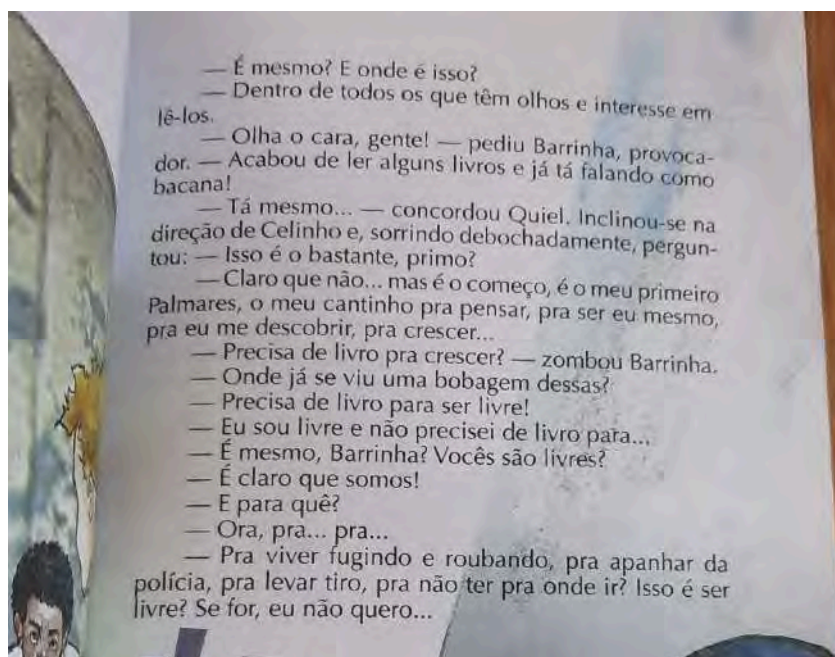 — É mesmo? E onde é isso?
— Dentro de todos os que têm olhos e interesse em
lê-los.
— Olha o cara, gente! — pediu Barrinha, provoca-
dor. — Acabou de ler alguns livros e já tá falando como
bacana!
— Tá mesmo... — concordou Quiel. Inclinou-se na
direção de Celinho e, sorrindo debochadamente, pergun-
tou: — Isso é o bastante, primo?
— Claro que não... mas é o começo, é o meu primeiro
Palmares, o meu cantinho pra pensar, pra ser eu mesmo,
pra eu me descobrir, pra crescer...
— Precisa de livro pra crescer? — zombou Barrinha.
— Onde já se viu uma bobagem dessas?
— Precisa de livro para ser livre!
— Eu sou livre e não precisei de livro para...
— É mesmo, Barrinha? Vocês são livres?
— É claro que somos!
— E para quê?
— Ora, pra... pra...
— Pra viver fugindo e roubando, pra apanhar da
polícia, pra levar tiro, pra não ter pra onde ir? Isso é ser
livre? Se for, eu não quero...